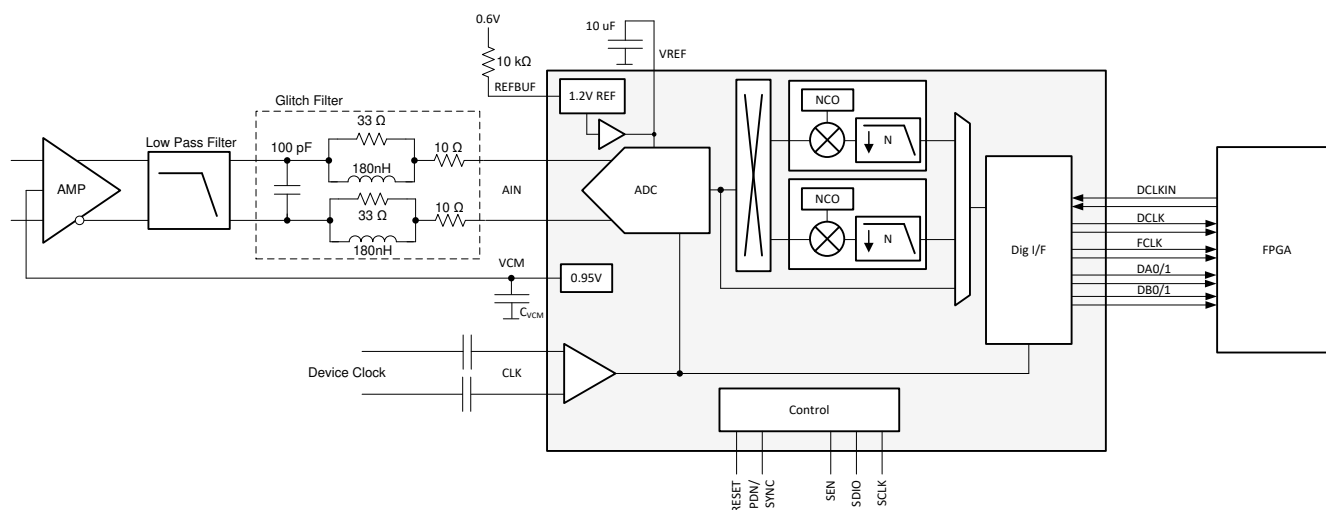 0.6V
10 uF
VREF
10 kΩ
REFBUF
1.2V REF
Glitch Filter
33 Ω
Low Pass Filter
100 pF
10 Ω
180nH
AMP
AIN
ADC
33 Ω
10 Ω
180nH
NCO
N
NCO
N
Dig I/F
DCLKIN
DCLK
FCLK
DA0/1
DB0/1
FPGA
VCM
0.95V
CVCM
Device Clock
CLK
Control
RESET
PDN/
SYNC
SEN
SDIO
SCLK